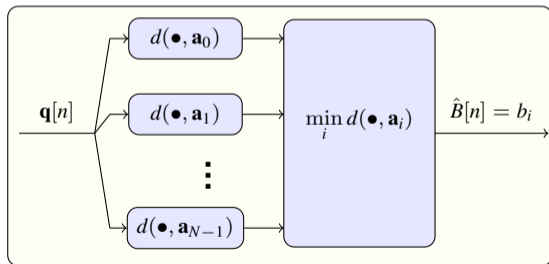 d(•, a₀)
q[n]
d(•, a₁)
min d(•, aᵢ)
i
B̂[n] = bᵢ
⋮
d(•, a_{N−1})